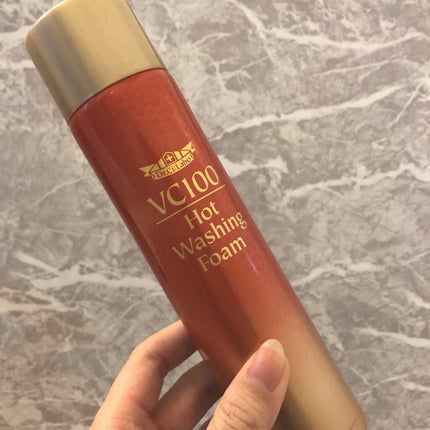 Dr.Ci:Labo
VC100
Hot
Washing
Foam